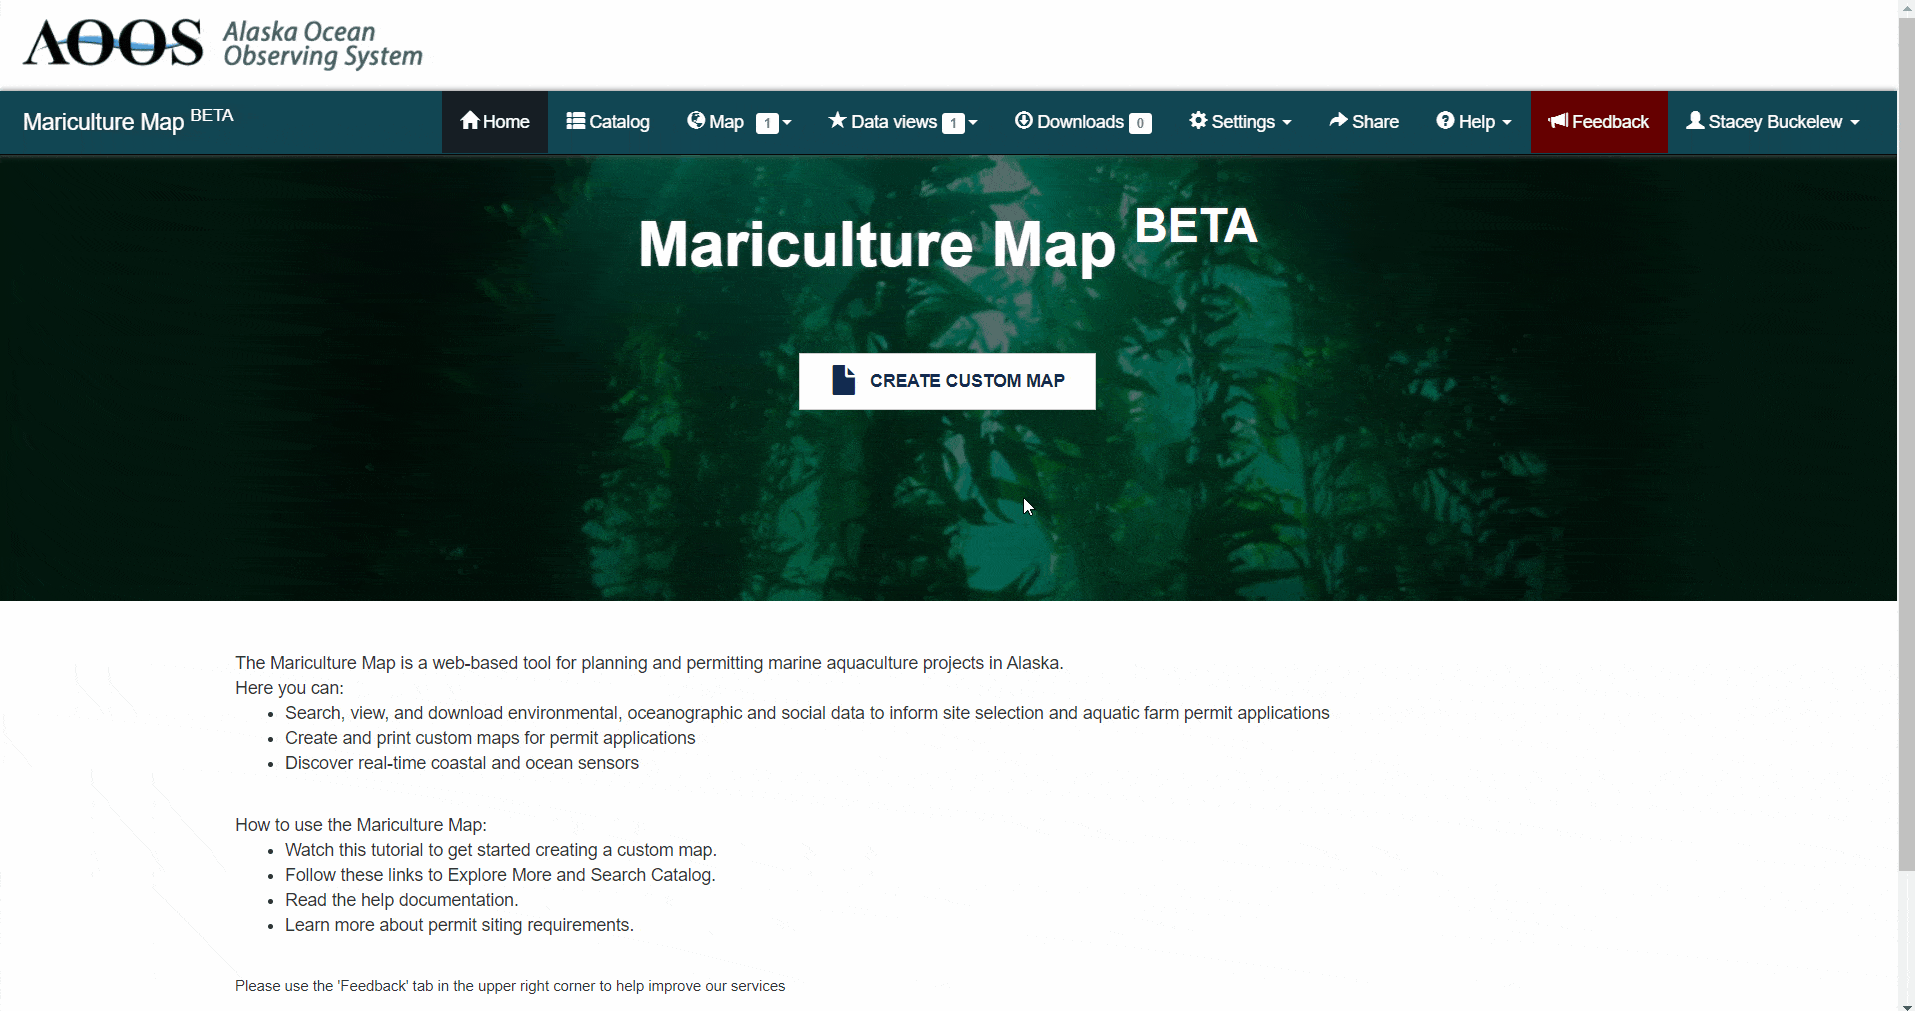 AOOS Alaska Ocean
Observing System
Mariculture Map BETA
Home Catalog Map 1 Data views 1 Downloads 0 Settings Share Help Feedback Stacey Buckelew
Mariculture Map BETA
CREATE CUSTOM MAP
The Mariculture Map is a web-based tool for planning and permitting marine aquaculture projects in Alaska.
Here you can:
• Search, view, and download environmental, oceanographic and social data to inform site selection and aquatic farm permit applications
• Create and print custom maps for permit applications
• Discover real-time coastal and ocean sensors
How to use the Mariculture Map:
• Watch this tutorial to get started creating a custom map.
• Follow these links to Explore More and Search Catalog.
• Read the help documentation.
• Learn more about permit siting requirements.
Please use the 'Feedback' tab in the upper right corner to help improve our services